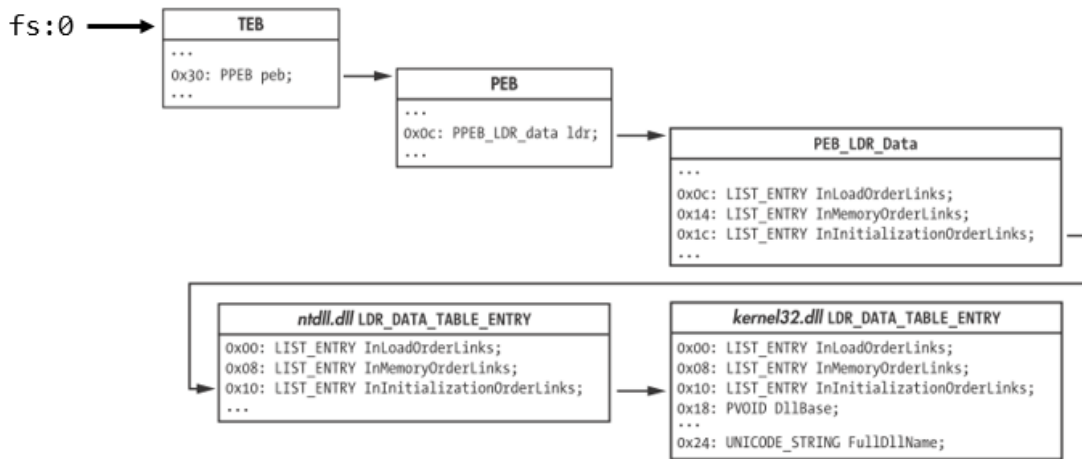 fs:0
TEB
...
0x30: PPEB peb;
...
PEB
...
0x0c: PPEB_LDR_data ldr;
...
PEB_LDR_Data
...
0x0c: LIST_ENTRY InLoadOrderLinks;
0x14: LIST_ENTRY InMemoryOrderLinks;
0x1c: LIST_ENTRY InInitializationOrderLinks;
...
ntdll.dll LDR_DATA_TABLE_ENTRY
0x00: LIST_ENTRY InLoadOrderLinks;
0x08: LIST_ENTRY InMemoryOrderLinks;
0x10: LIST_ENTRY InInitializationOrderLinks;
...
kernel32.dll LDR_DATA_TABLE_ENTRY
0x00: LIST_ENTRY InLoadOrderLinks;
0x08: LIST_ENTRY InMemoryOrderLinks;
0x10: LIST_ENTRY InInitializationOrderLinks;
0x18: PVOID DllBase;
...
0x24: UNICODE_STRING FullDllName;